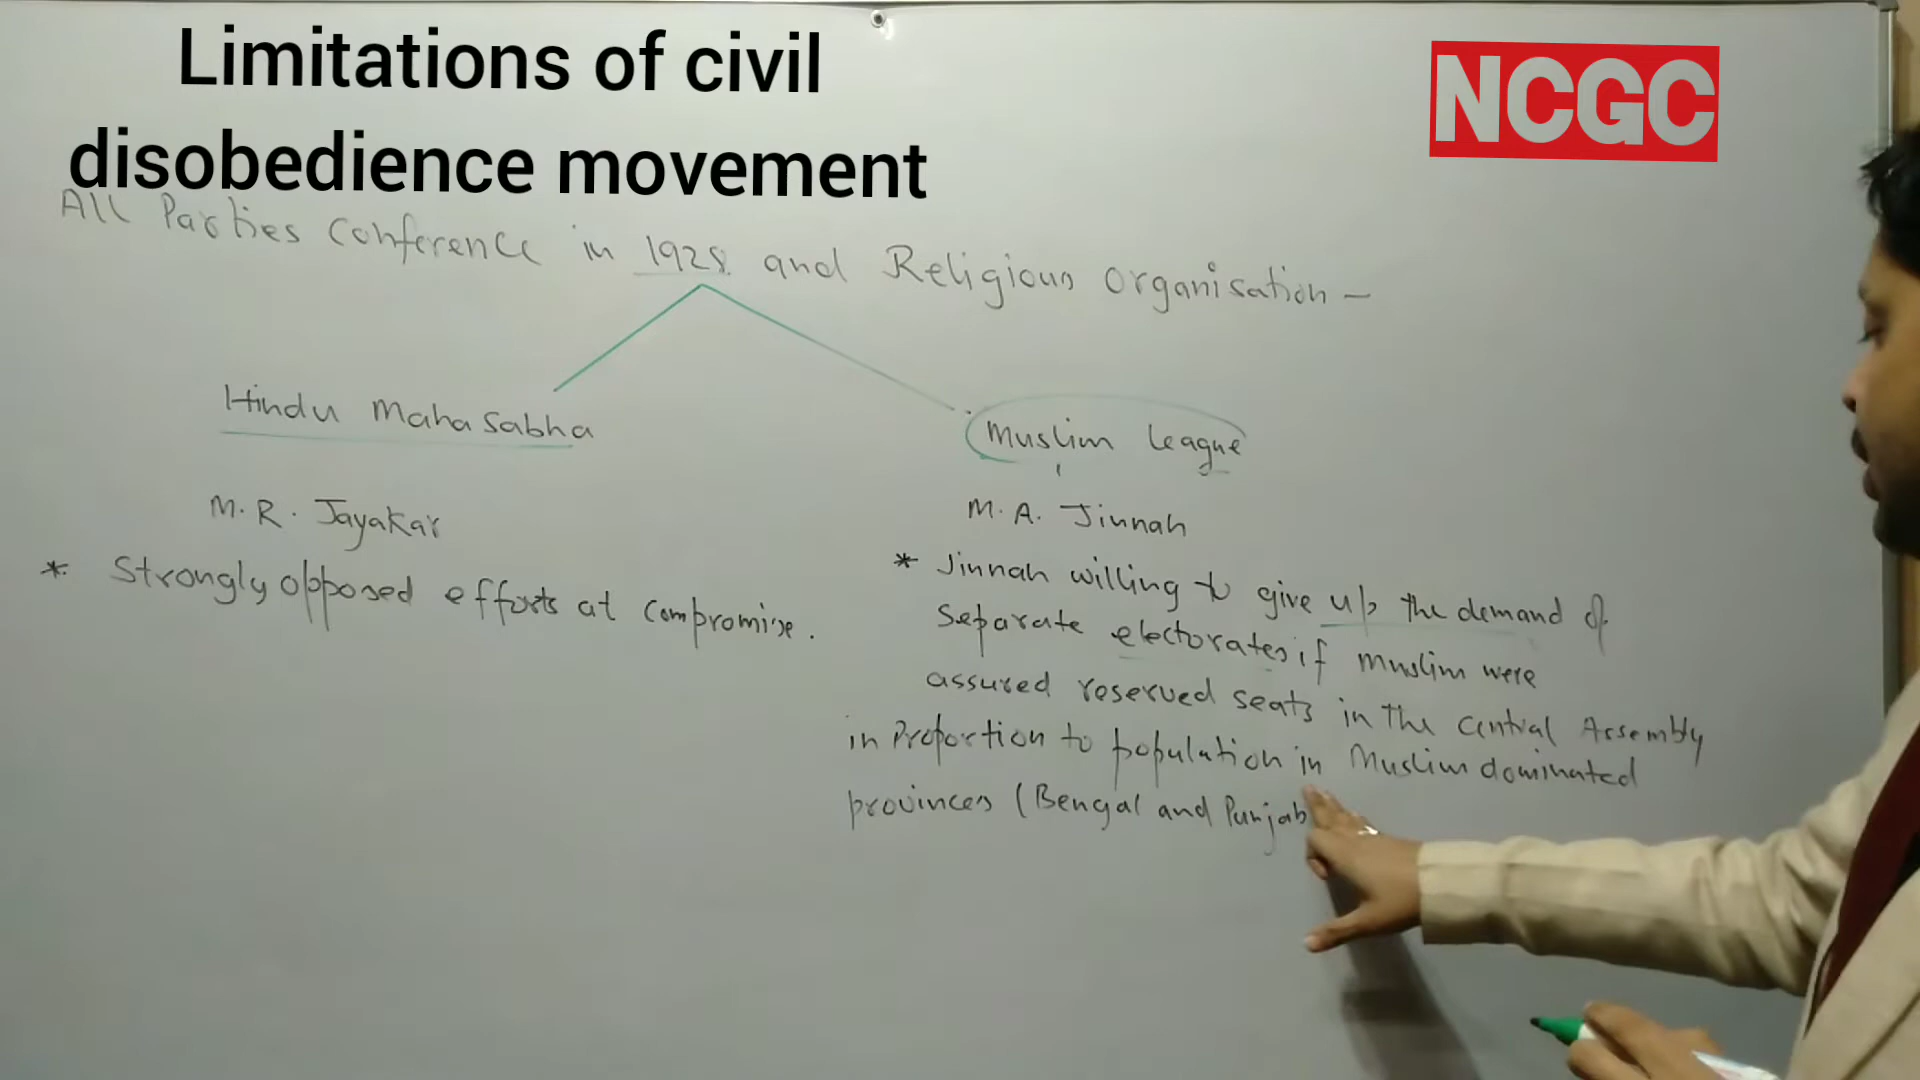 Limitations of civil
disobedience movement
NCGC
All Parties Conference in 1928 and Religious Organisation –
Hindu Mahasabha
Muslim League
M. R. Jayakar
M. A. Jinnah
* Strongly opposed efforts at compromise.
* Jinnah willing to give up the demand of
separate electorates if muslim were
assured reserved seats in the central Assembly
in Proportion to population in Muslim dominated
provinces (Bengal and Punjab